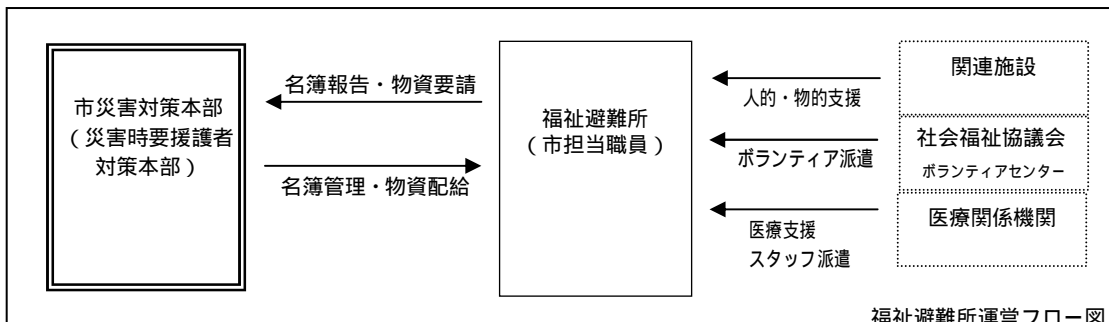 市災害対策本部
（災害時要援護者
対策本部）
名簿報告・物資要請
名簿管理・物資配給
福祉避難所
（市担当職員）
人的・物的支援
ボランティア派遣
医療支援
スタッフ派遣
関連施設
社会福祉協議会
ボランティアセンター
医療関係機関
福祉避難所運営フロー図